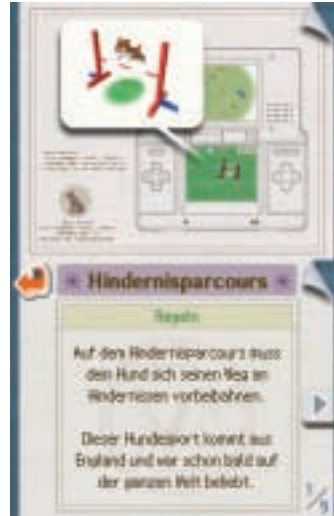 Hindernisparcours
Regeln
Auf dem Hindernisparcours muss
dein Hund sich seinen Weg an
Hindernissen vorbeibahnen.
Dieser Hundesport kommt aus
England und war schon bald auf
der ganzen Welt beliebt.
1/9